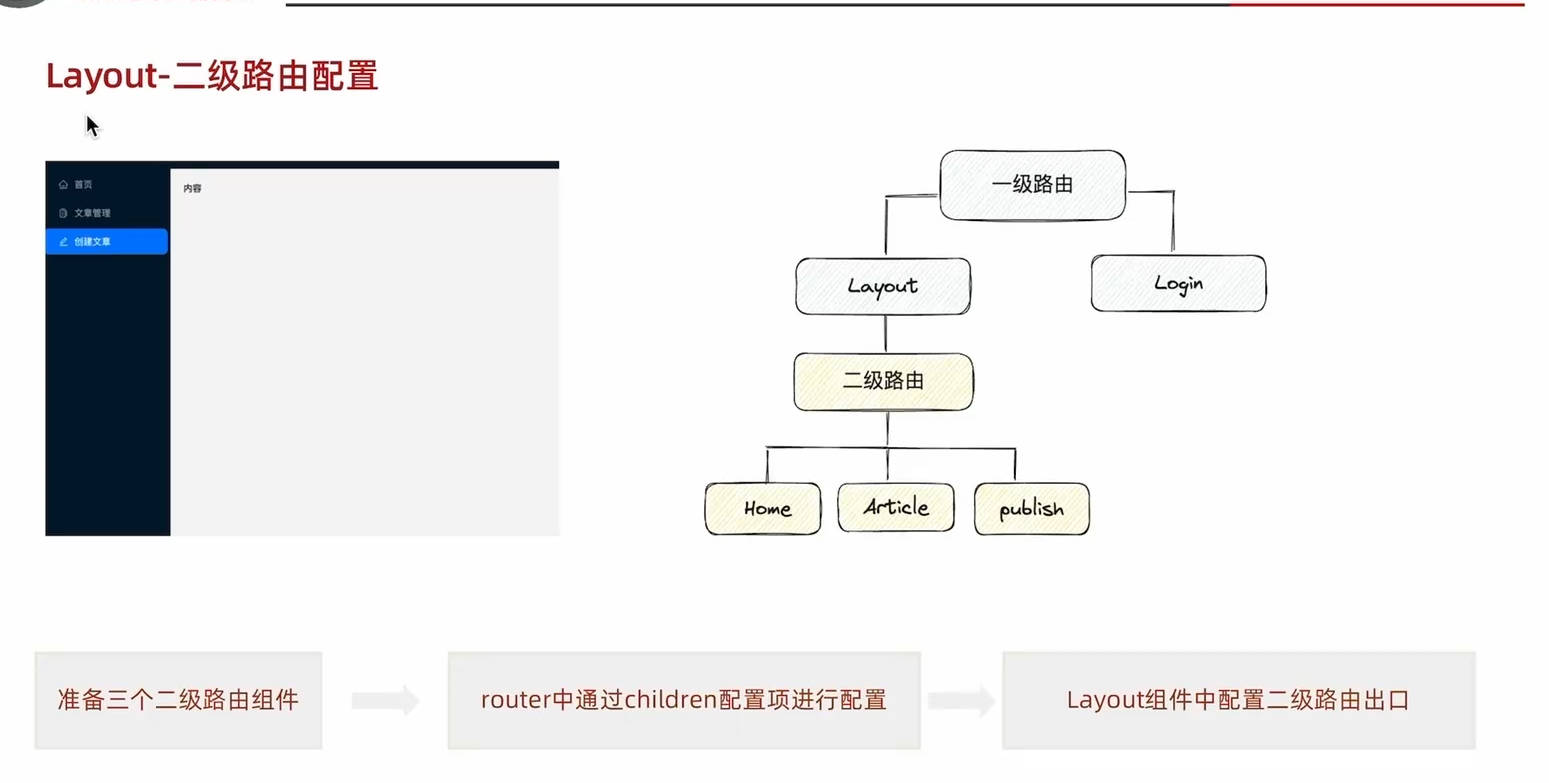 Layout-二级路由配置
首页
文章管理
创建文章
内容
一级路由
Layout
Login
二级路由
Home
Article
publish
准备三个二级路由组件
router中通过children配置项进行配置
Layout组件中配置二级路由出口